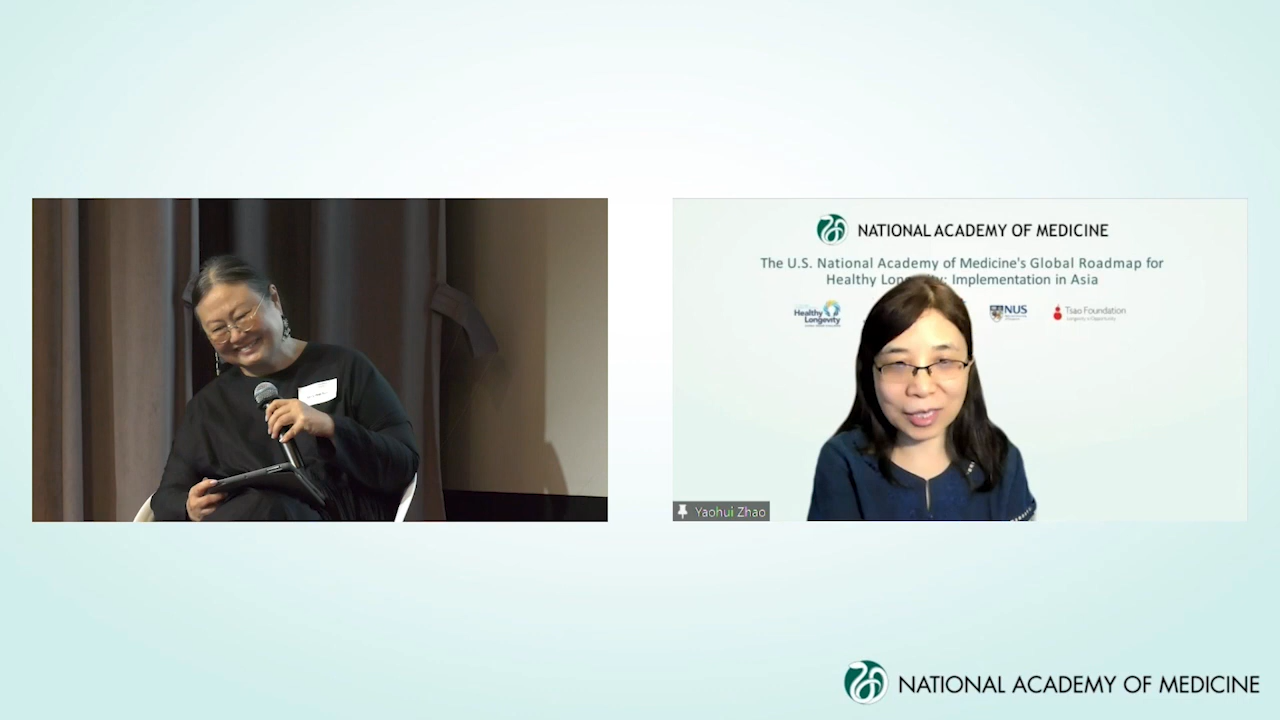 NATIONAL ACADEMY OF MEDICINE
The U.S. National Academy of Medicine's Global Roadmap for
Healthy Longevity: Implementation in Asia
Healthy
Longevity
NUS
Tsao Foundation
Yaohui Zhao
NATIONAL ACADEMY OF MEDICINE